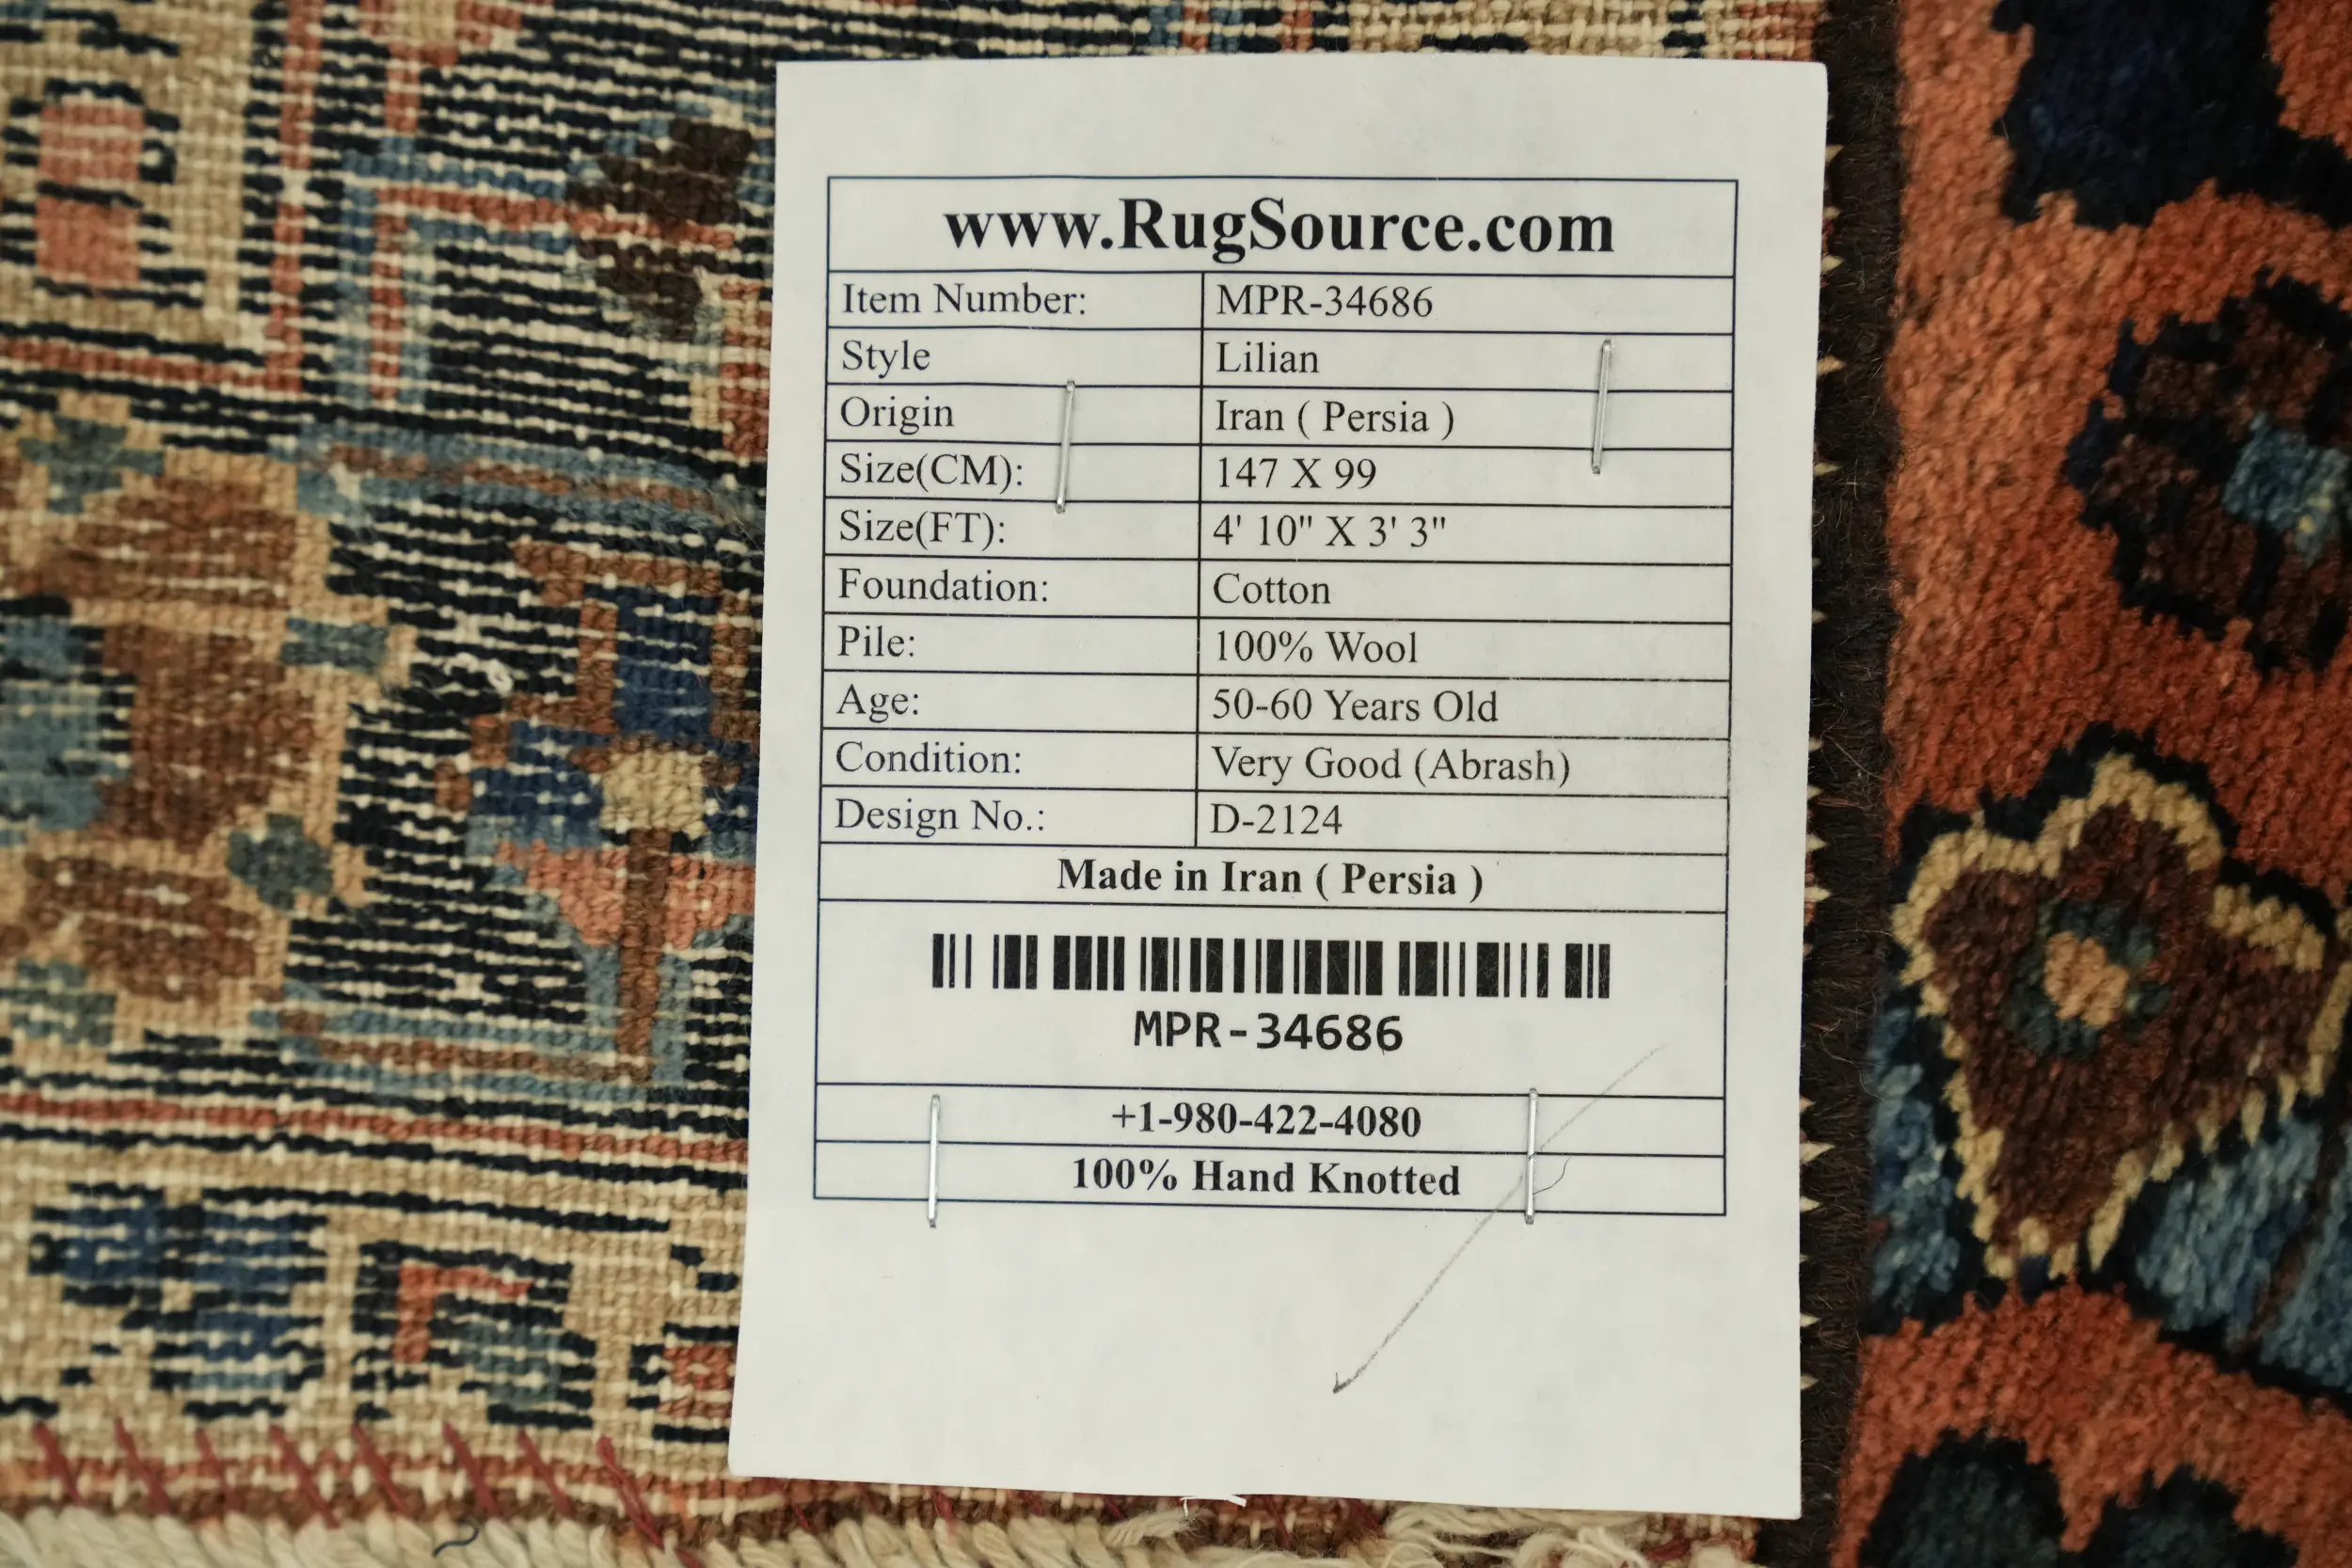 www.RugSource.com
Item Number: MPR-34686
Style Lilian
Origin Iran ( Persia )
Size(CM): 147 X 99
Size(FT): 4' 10" X 3' 3"
Foundation: Cotton
Pile: 100% Wool
Age: 50-60 Years Old
Condition: Very Good (Abrash)
Design No.: D-2124
Made in Iran ( Persia )
MPR-34686
+1-980-422-4080
100% Hand Knotted